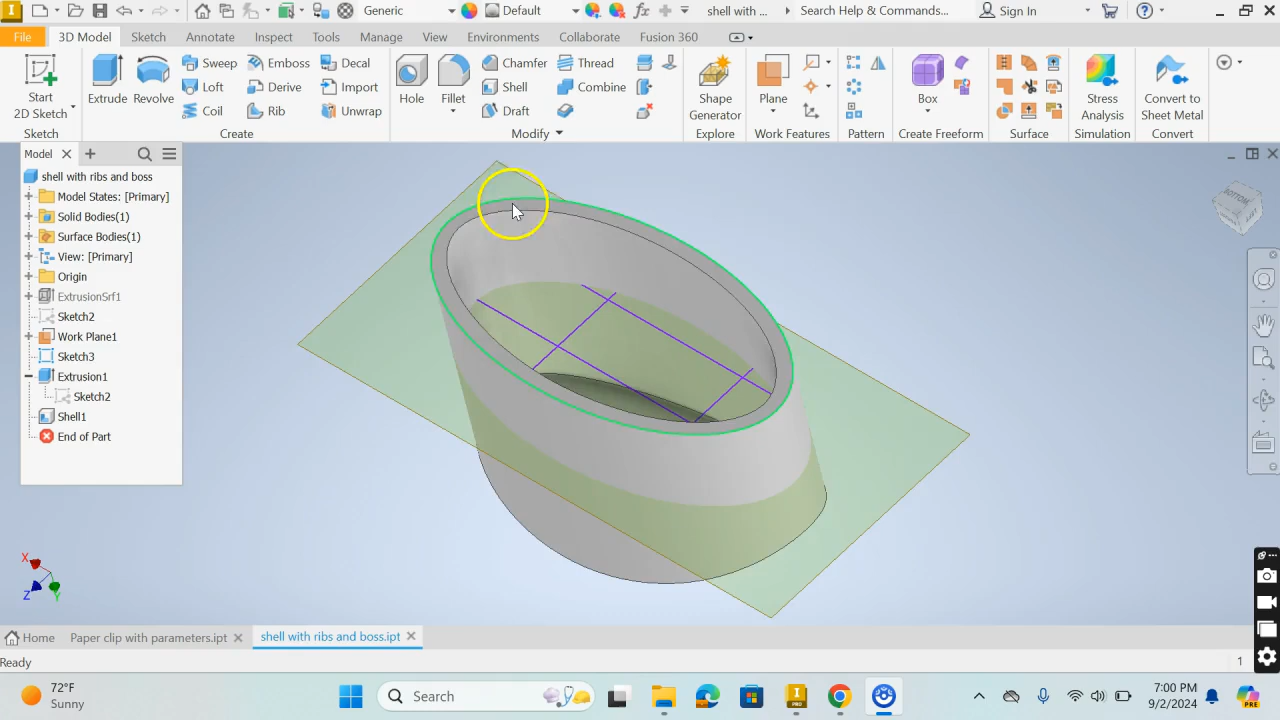 Generic
Default
fx
shell with ...
Search Help & Commands...
Sign In
File
3D Model
Sketch
Annotate
Inspect
Tools
Manage
View
Environments
Collaborate
Fusion 360
Start
2D Sketch
Extrude
Revolve
Sweep
Loft
Coil
Emboss
Derive
Rib
Decal
Import
Unwrap
Hole
Fillet
Chamfer
Shell
Draft
Thread
Combine
Shape
Generator
Plane
Box
Stress
Analysis
Convert to
Sheet Metal
Sketch
Create
Modify
Explore
Work Features
Pattern
Create Freeform
Surface
Simulation
Convert
Model
shell with ribs and boss
Model States: [Primary]
Solid Bodies(1)
Surface Bodies(1)
View: [Primary]
Origin
ExtrusionSrf1
Sketch2
Work Plane1
Sketch3
Extrusion1
Sketch2
Shell1
End of Part
X
Z
Y
Home
Paper clip with parameters.ipt
shell with ribs and boss.ipt
Ready
1
72°F
Sunny
Search
PRO
7:00 PM
9/2/2024
PRE